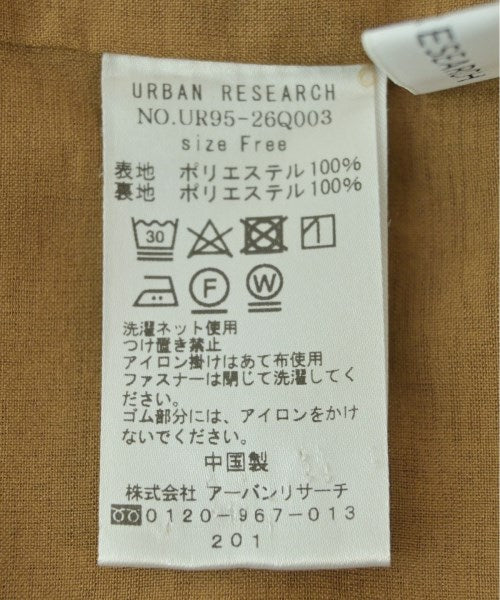 URBAN RESEARCH
NO.UR95-26Q003
size Free
表地 ポリエステル100%
裏地 ポリエステル100%
30
F W
洗濯ネット使用
つけ置き禁止
アイロン掛けはあて布使用
ファスナーは閉じて洗濯してく
ださい。
ゴム部分には、アイロンをかけ
ないでください。
中国製
株式会社 アーバンリサーチ
0120-967-013
201
ESEARCH